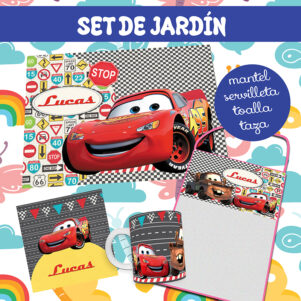 SET DE JARDÍN
STOP
Lucas
mantel
servilleta
toalla
taza
Lucas
Lucas